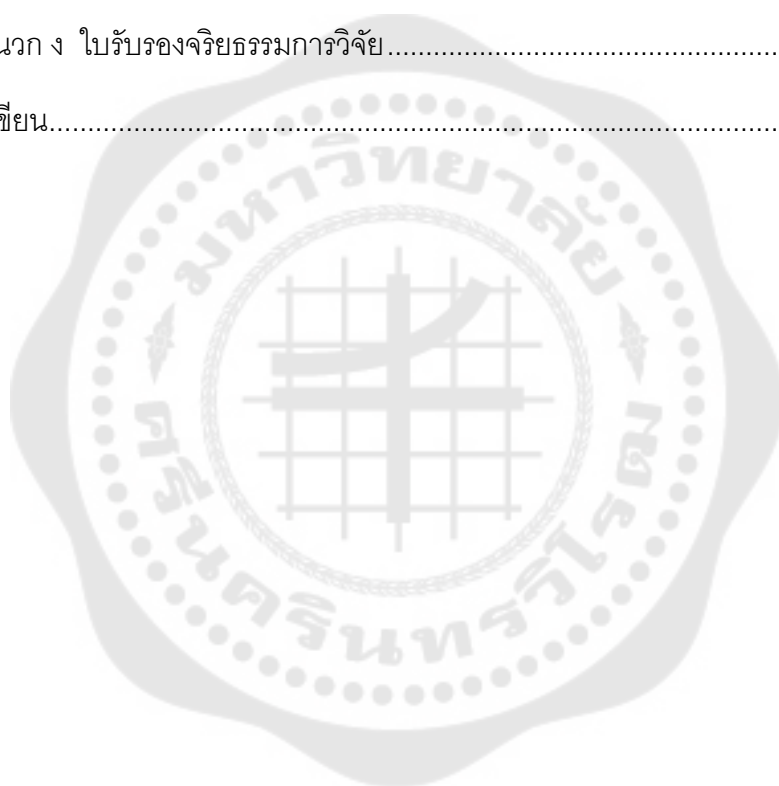 นวก ง ใบรับรองจริยธรรมการวิจัย......................................................
ขียน...............................................................................................
มหาวิทยาลัย
ศรีนครินทรวิโรฒ